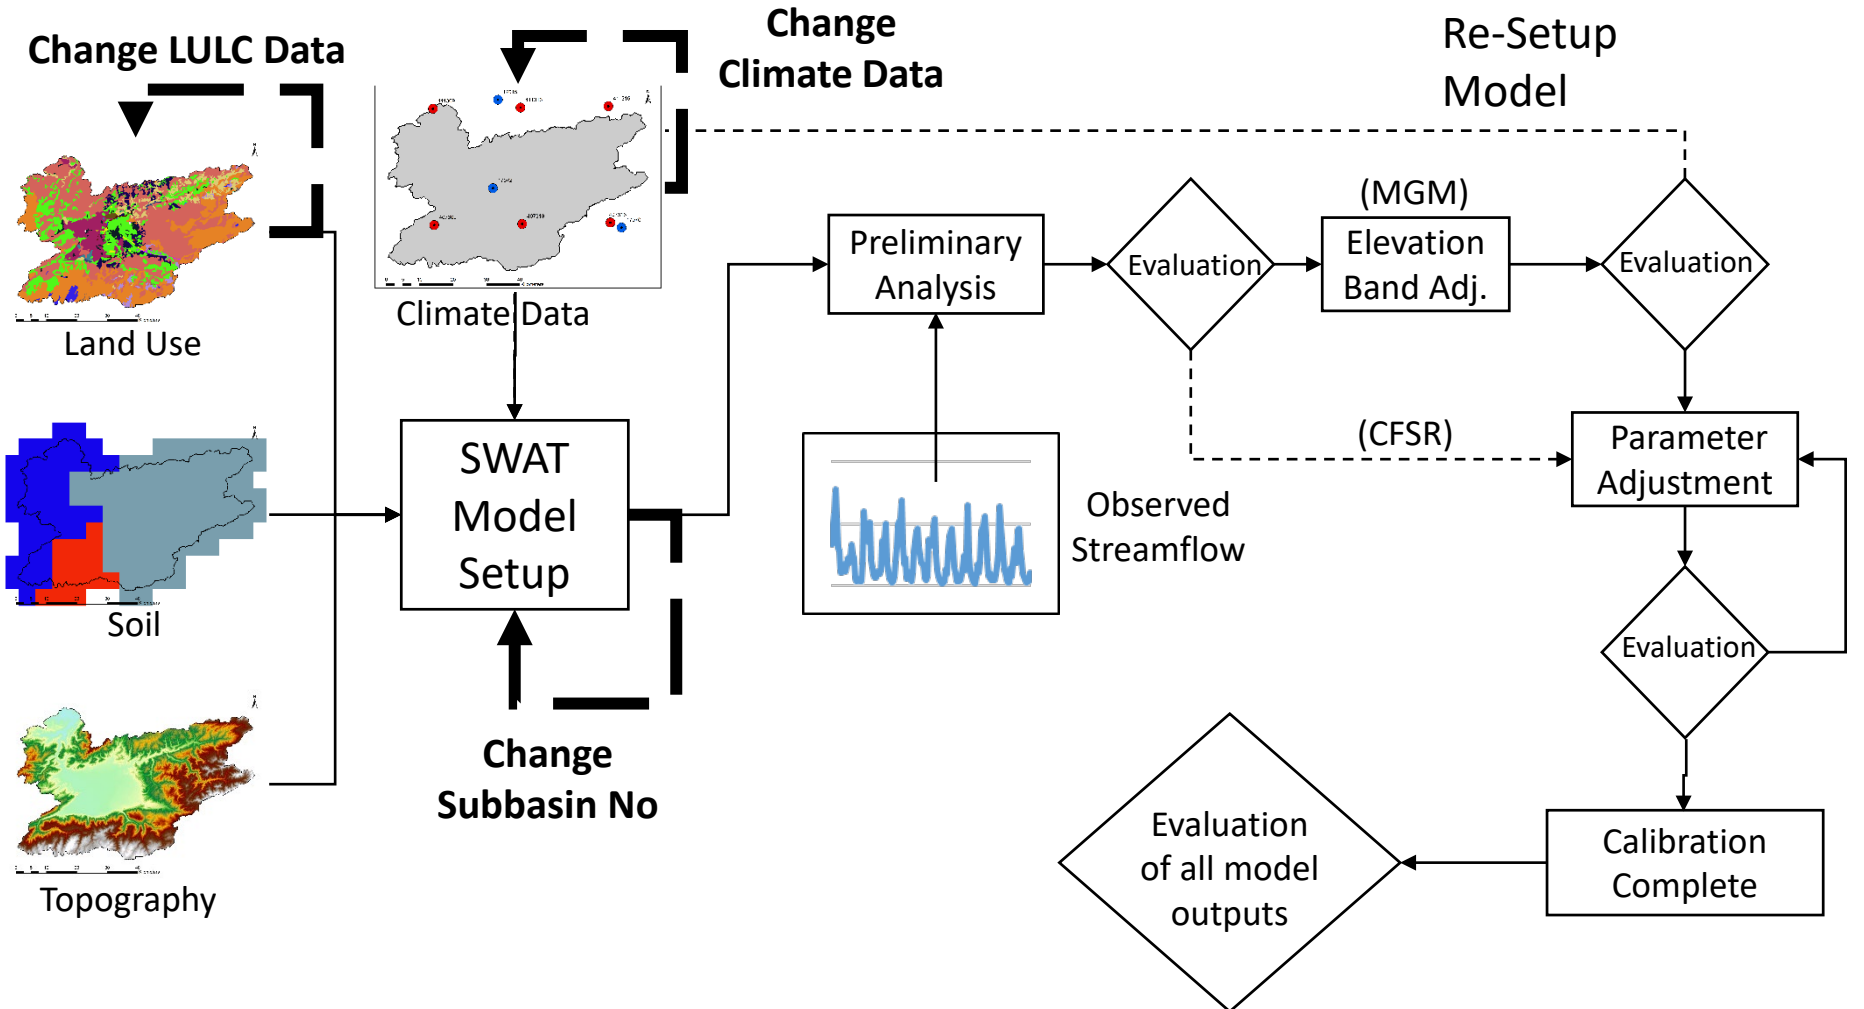 Change LULC Data
Change
Climate Data
Re-Setup
Model
Land Use
Climate Data
Preliminary
Analysis
Evaluation
(MGM)
Elevation
Band Adj.
Evaluation
Soil
SWAT
Model
Setup
Observed
Streamflow
(CFSR)
Parameter
Adjustment
Evaluation
Topography
Change
Subbasin No
Evaluation
of all model
outputs
Calibration
Complete